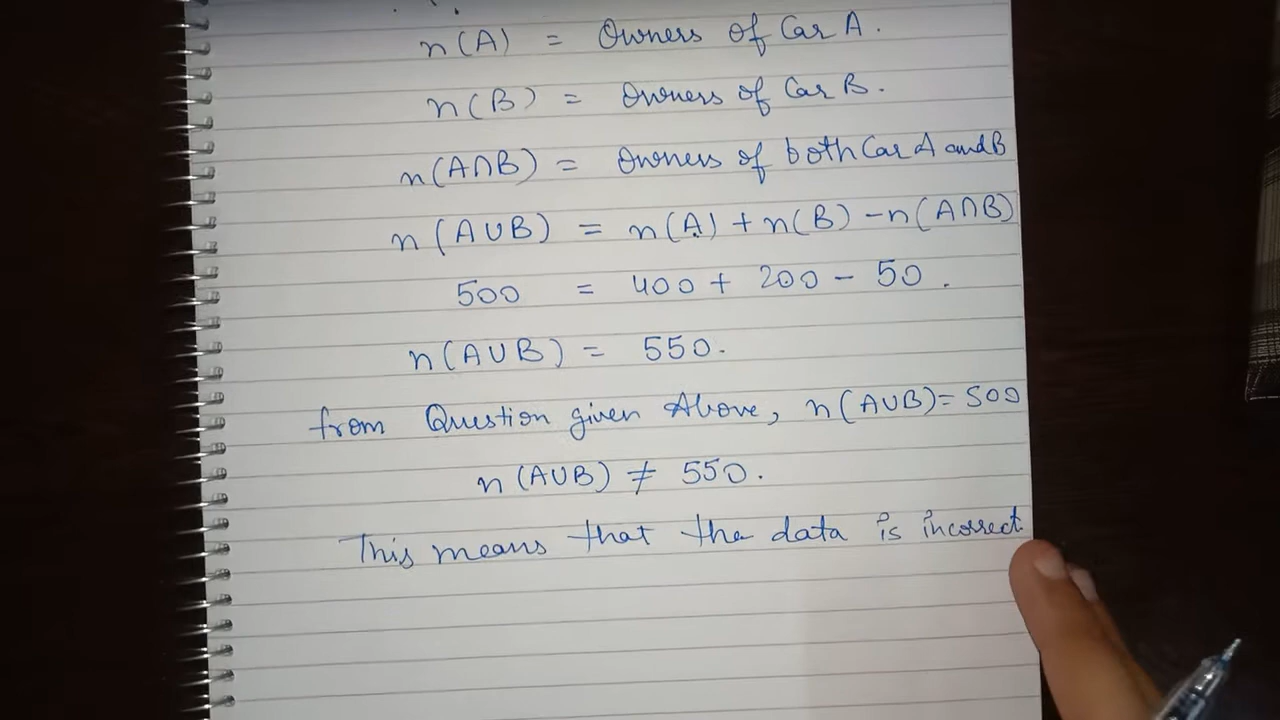 n(A) = Owners of Car A.
n(B) = Owners of Car B.
n(A∩B) = Owners of both Car A and B
n(A∪B) = n(A) + n(B) - n(A∩B)
500 = 400 + 200 - 50.
n(A∪B) = 550.
from Question given Above, n(A∪B) = 500
n(A∪B) ≠ 550.
This means that the data is incorrect